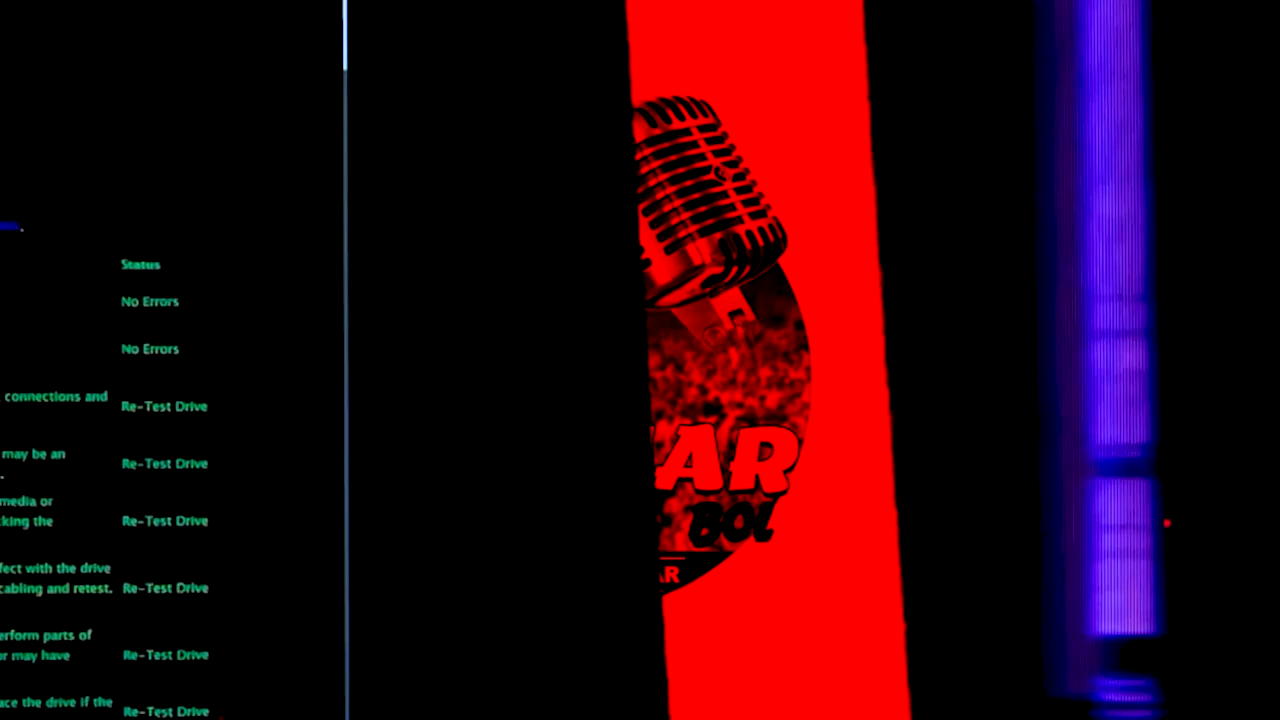 Status
No Errors
No Errors
connections and
Re-Test Drive
may be an
Re-Test Drive
media or
cking the
Re-Test Drive
fect with the drive
cabling and retest.
Re-Test Drive
erform parts of
or may have
Re-Test Drive
ace the drive if the
Re-Test Drive
AR
BOL
AR